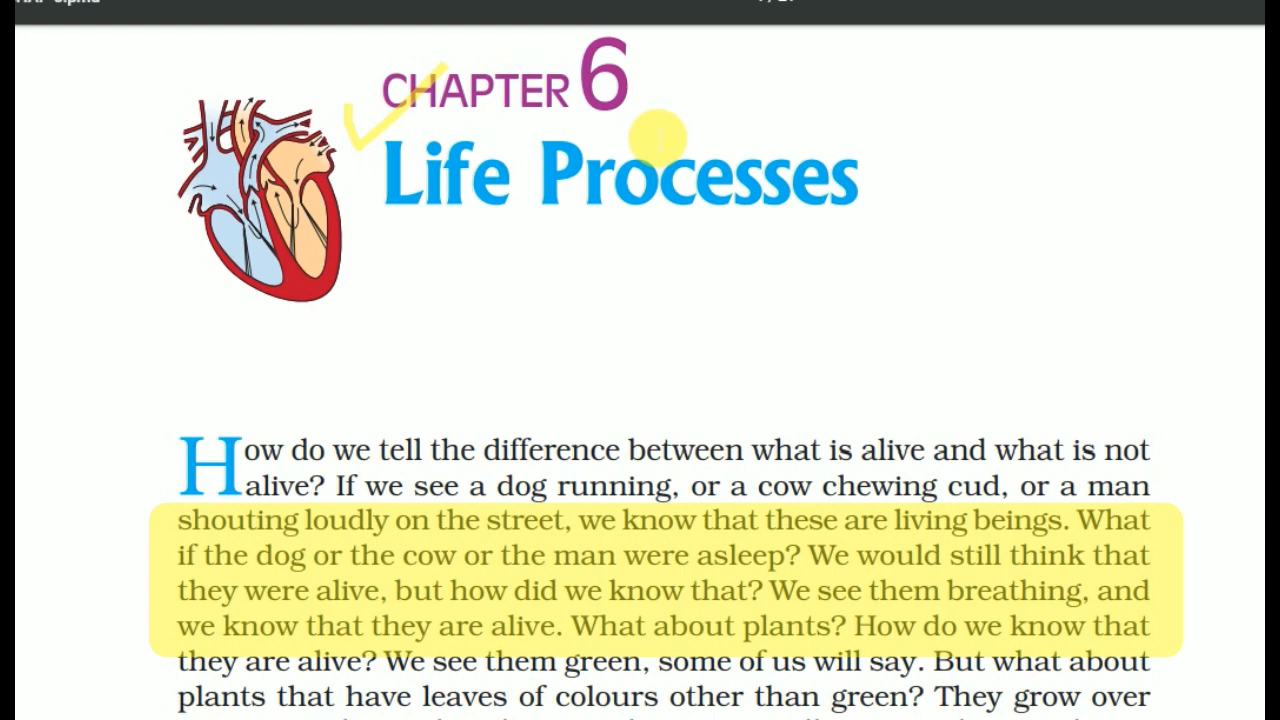 CHAPTER 6
Life Processes
How do we tell the difference between what is alive and what is not
alive? If we see a dog running, or a cow chewing cud, or a man
shouting loudly on the street, we know that these are living beings. What
if the dog or the cow or the man were asleep? We would still think that
they were alive, but how did we know that? We see them breathing, and
we know that they are alive. What about plants? How do we know that
they are alive? We see them green, some of us will say. But what about
plants that have leaves of colours other than green? They grow over